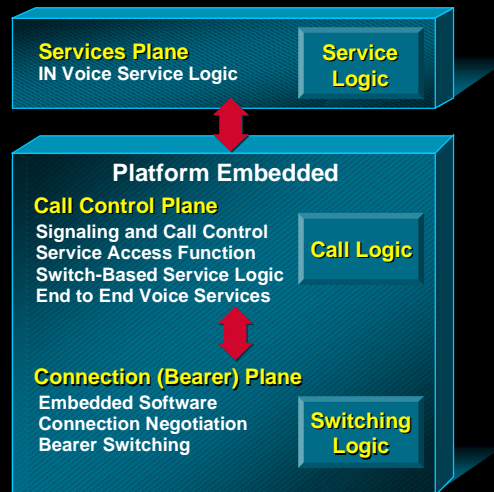 Services Plane
IN Voice Service Logic
Service
Logic
Platform Embedded
Call Control Plane
Signaling and Call Control
Service Access Function
Switch-Based Service Logic
End to End Voice Services
Call Logic
Connection (Bearer) Plane
Embedded Software
Connection Negotiation
Bearer Switching
Switching
Logic